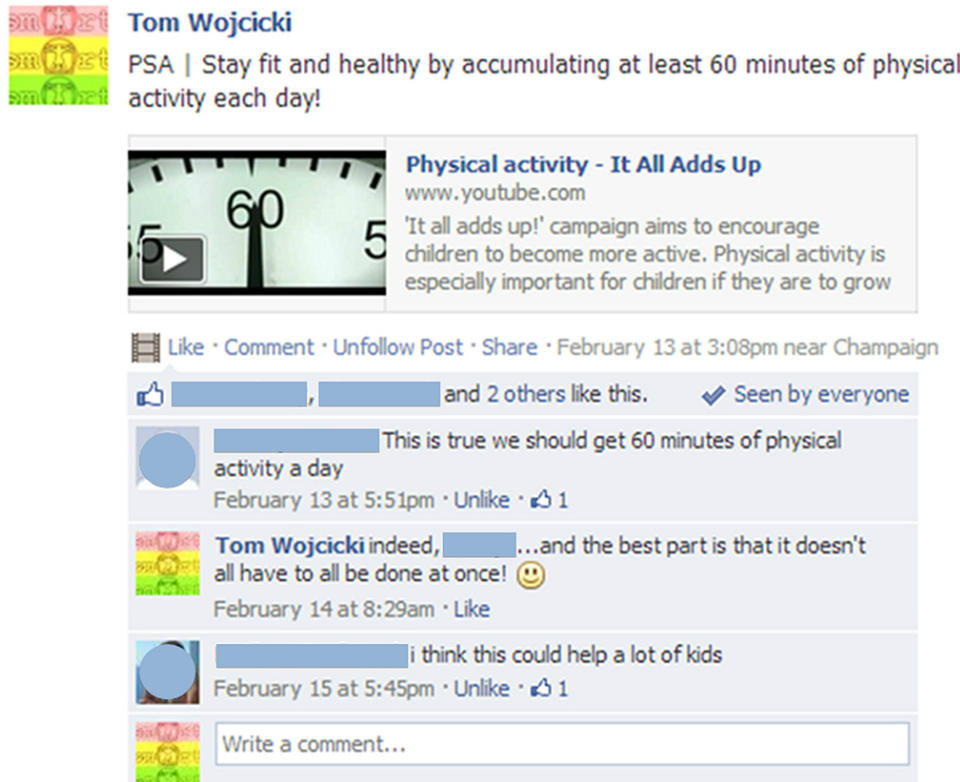 Tom Wojcicki
PSA | Stay fit and healthy by accumulating at least 60 minutes of physical
activity each day!
55 60 5
Physical activity - It All Adds Up
www.youtube.com
'It all adds up!' campaign aims to encourage
children to become more active. Physical activity is
especially important for children if they are to grow
Like · Comment · Unfollow Post · Share · February 13 at 3:08pm near Champaign
, and 2 others like this. Seen by everyone
This is true we should get 60 minutes of physical
activity a day
February 13 at 5:51pm · Unlike · 1
Tom Wojcicki indeed, ...and the best part is that it doesn't
all have to all be done at once!
February 14 at 8:29am · Like
i think this could help a lot of kids
February 15 at 5:45pm · Unlike · 1
Write a comment...